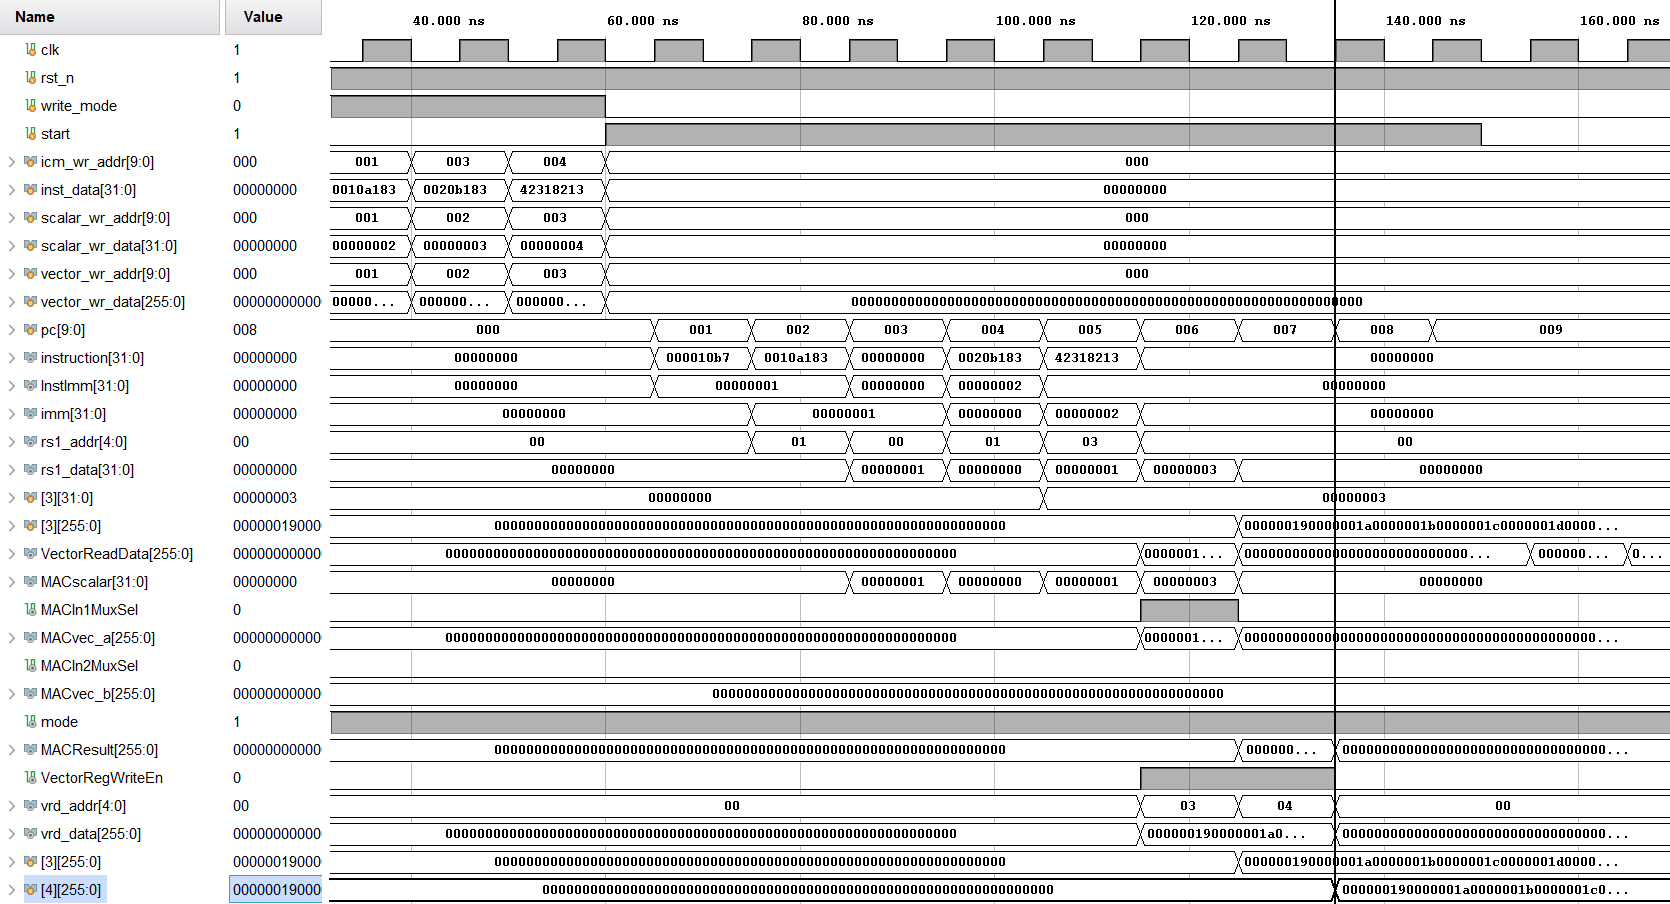 Name Value 40.000 ns 60.000 ns 80.000 ns 100.000 ns 120.000 ns 140.000 ns 160.000 ns
clk 1
rst_n 1
write_mode 0
start 1
icm_wr_addr[9:0] 000 001 003 004 000
inst_data[31:0] 00000000 0010a183 0020b183 42318213 00000000
scalar_wr_addr[9:0] 000 001 002 003 000
scalar_wr_data[31:0] 00000000 00000002 00000003 00000004 00000000
vector_wr_addr[9:0] 000 001 002 003 000
vector_wr_data[255:0] 00000000000 00000... 000000... 000000... 0000000000000000000000000000000000000000000000000000000000000000
pc[9:0] 008 000 001 002 003 004 005 006 007 008 009
instruction[31:0] 00000000 00000000 000010b7 0010a183 00000000 0020b183 42318213 00000000
InstImm[31:0] 00000000 00000000 00000001 00000000 00000002 00000000
imm[31:0] 00000000 00000000 00000001 00000000 00000002 00000000
rs1_addr[4:0] 00 00 01 00 01 03 00
rs1_data[31:0] 00000000 00000000 00000001 00000000 00000001 00000003 00000000
[3][31:0] 00000003 00000000 00000003
[3][255:0] 00000019000 0000000000000000000000000000000000000000000000000000000000000000 000000190000001a0000001b0000001c0000001d0000...
VectorReadData[255:0] 00000000000 0000000000000000000000000000000000000000000000000000000000000000 0000001... 0000000000000000000000000000... 000000... 0...
MACscalar[31:0] 00000000 00000000 00000001 00000000 00000001 00000003 00000000
MACIn1MuxSel 0
MACvec_a[255:0] 00000000000 0000000000000000000000000000000000000000000000000000000000000000 0000001... 00000000000000000000000000000000000000000000...
MACIn2MuxSel 0
MACvec_b[255:0] 00000000000 0000000000000000000000000000000000000000000000000000000000000000
mode 1
MACResult[255:0] 00000000000 0000000000000000000000000000000000000000000000000000000000000000 000000... 000000000000000000000000000000000...
VectorRegWriteEn 0
vrd_addr[4:0] 00 00 03 04 00
vrd_data[255:0] 00000000000 0000000000000000000000000000000000000000000000000000000000000000 000000190000001a0... 000000000000000000000000000000000...
[3][255:0] 00000019000 0000000000000000000000000000000000000000000000000000000000000000 000000190000001a0000001b0000001c0000001d0000...
[4][255:0] 00000019000 0000000000000000000000000000000000000000000000000000000000000000 000000190000001a0000001b0000001c0...